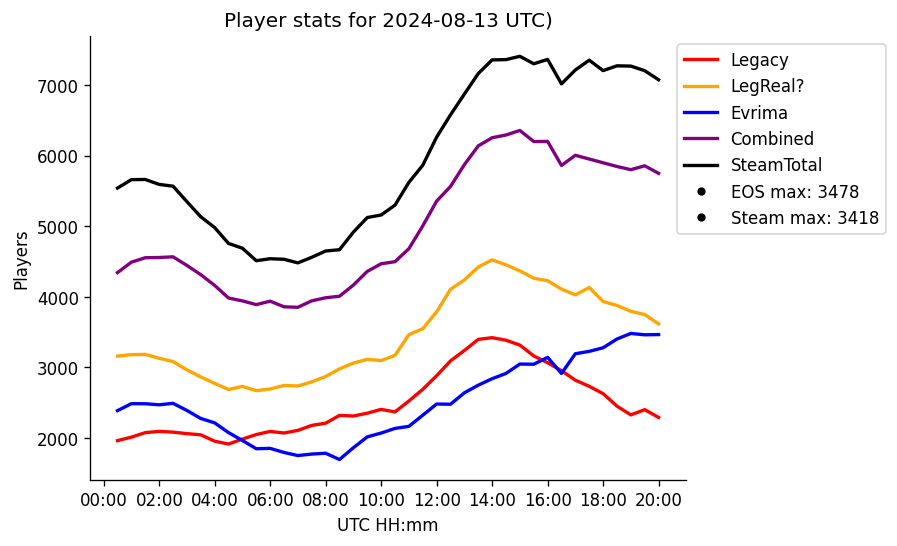 Player stats for 2024-08-13 UTC)
Legacy
LegReal?
Evrima
Combined
SteamTotal
EOS max: 3478
Steam max: 3418
7000
6000
5000
4000
3000
2000
Players
00:00 02:00 04:00 06:00 08:00 10:00 12:00 14:00 16:00 18:00 20:00
UTC HH:mm